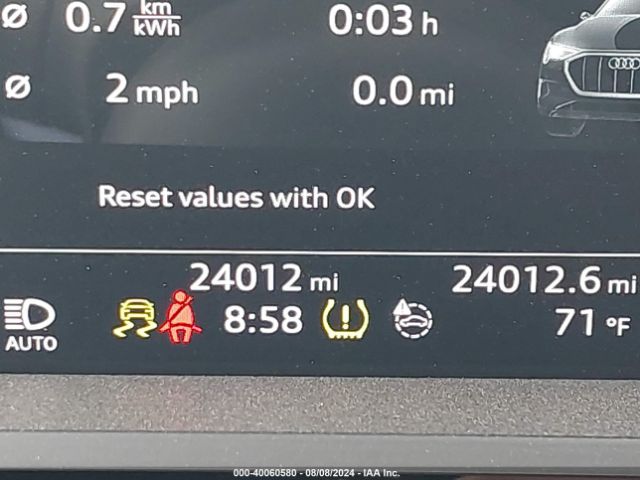 Ø 0.7 km/kWh 0:03 h
Ø 2 mph 0.0 mi
Reset values with OK
24012 mi 24012.6 mi
AUTO 8:58 71 °F
000-40060580 - 08/08/2024 - IAA Inc.